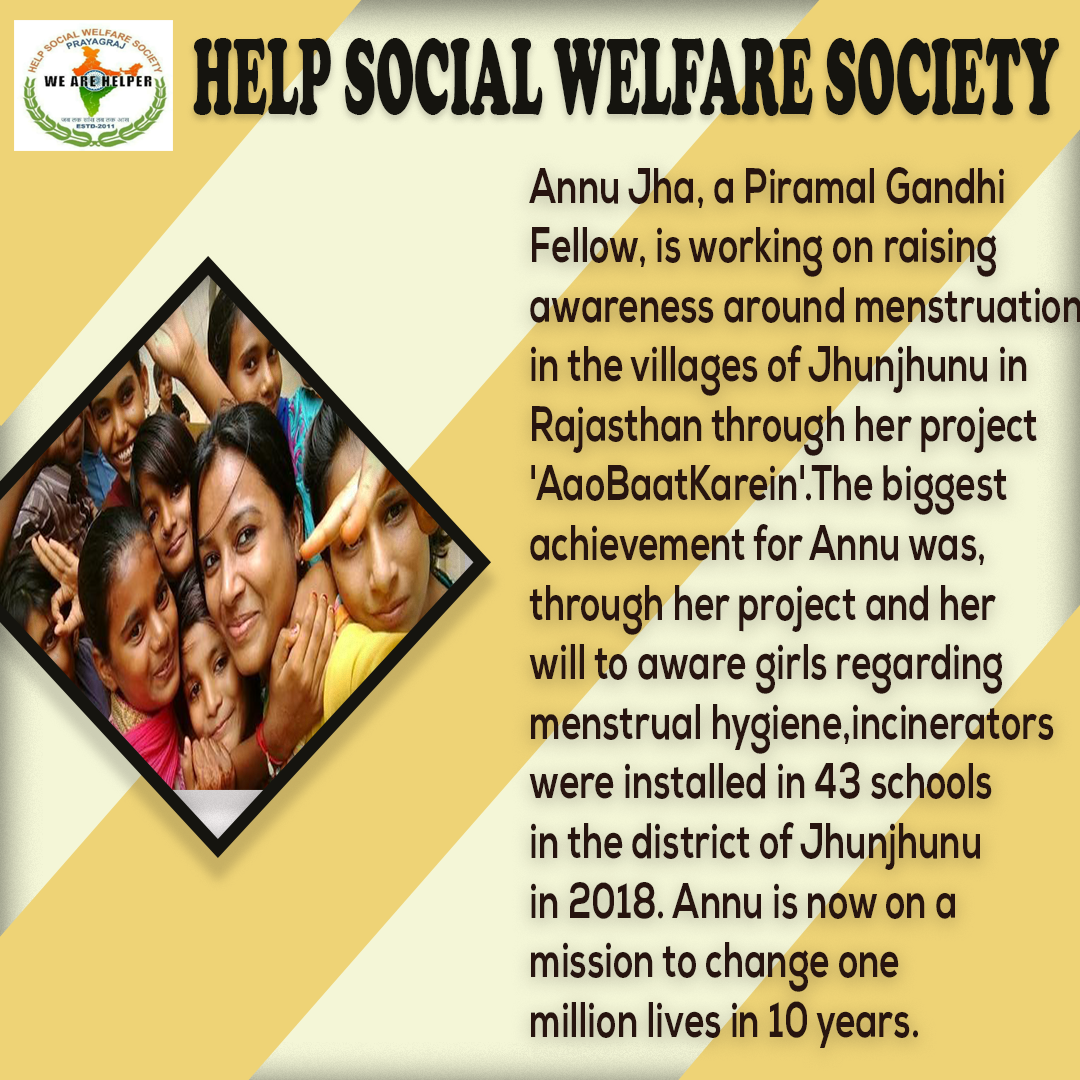 HELP SOCIAL WELFARE SOCIETY
PRAYAGRAJ
WE ARE HELPER
ESTD-2011
HELP SOCIAL WELFARE SOCIETY
Annu Jha, a Piramal Gandhi
Fellow, is working on raising
awareness around menstruation
in the villages of Jhunjhunu in
Rajasthan through her project
'AaoBaatKarein'.The biggest
achievement for Annu was,
through her project and her
will to aware girls regarding
menstrual hygiene,incinerators
were installed in 43 schools
in the district of Jhunjhunu
in 2018. Annu is now on a
mission to change one
million lives in 10 years.